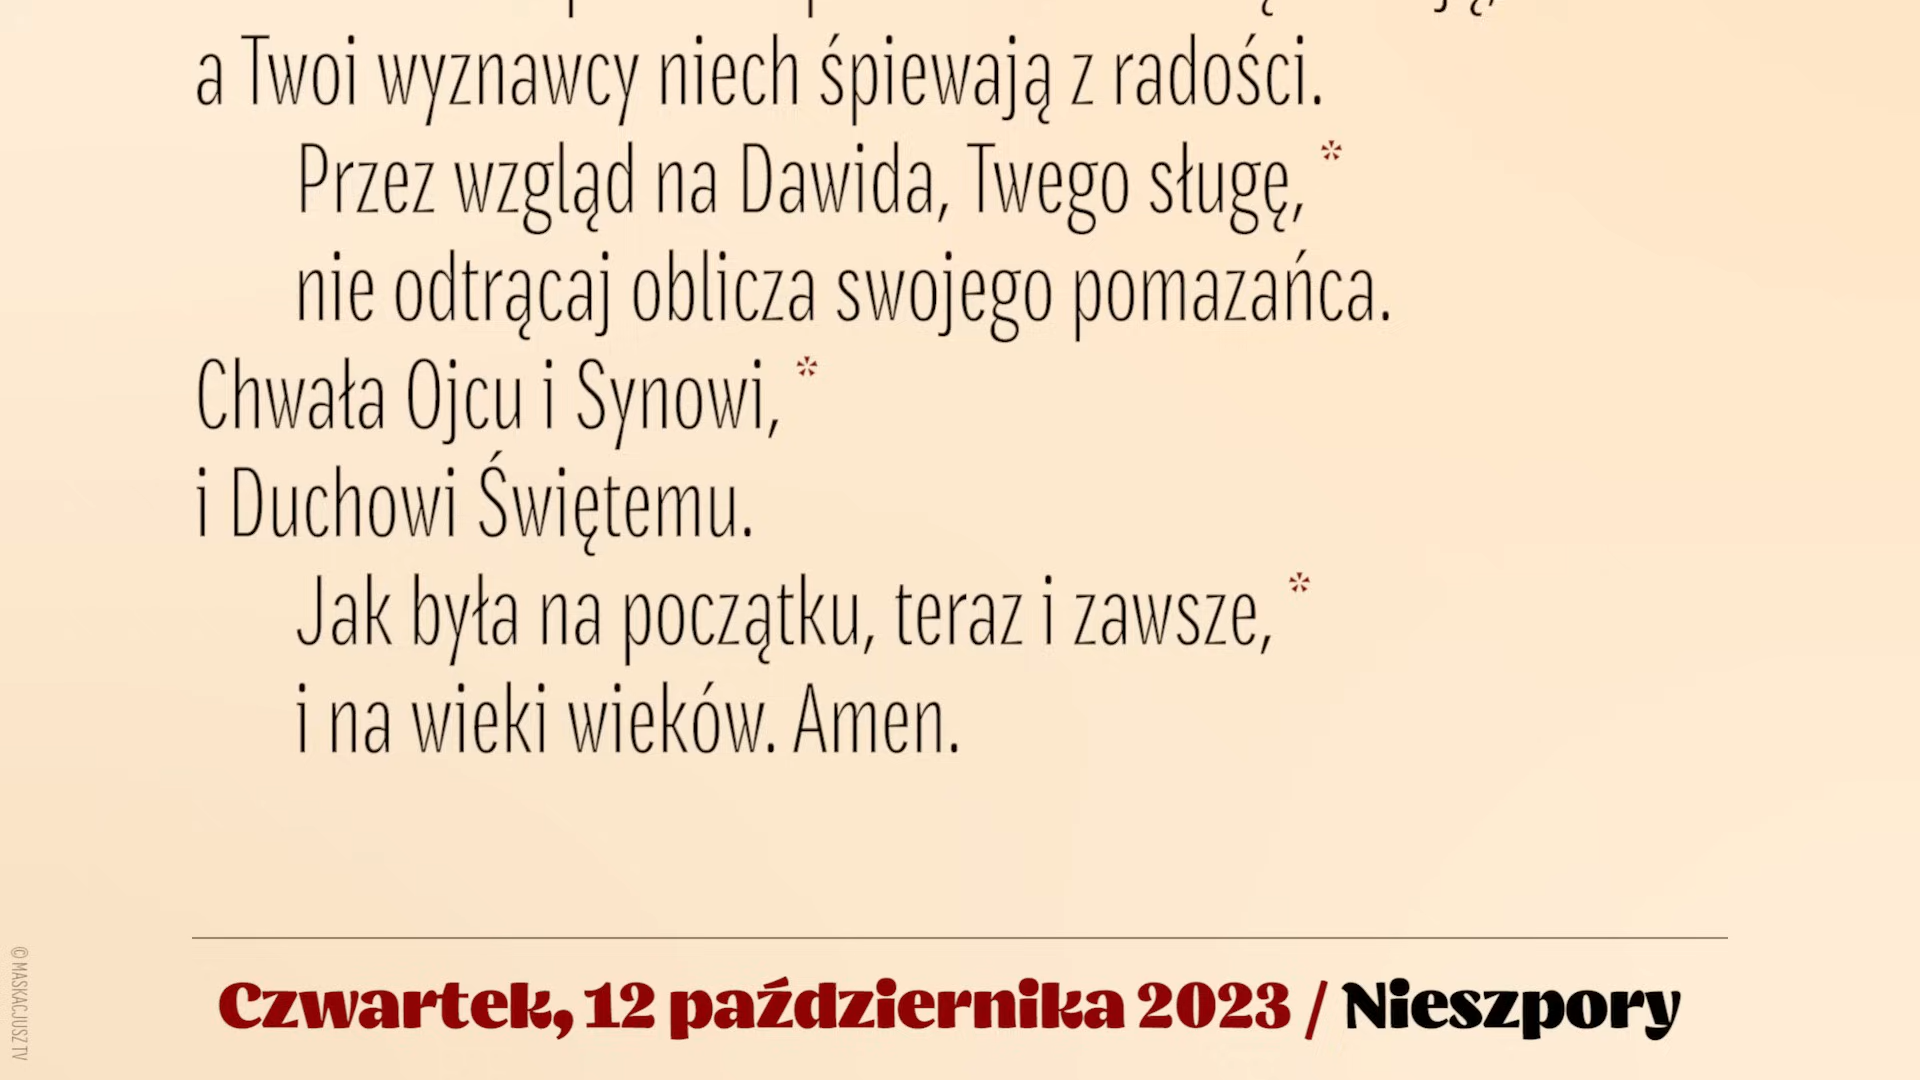 a Twoi wyznawcy niech śpiewają z radości.
Przez wzgląd na Dawida, Twego sługę, *
nie odtrącaj oblicza swojego pomazańca.
Chwała Ojcu i Synowi, *
i Duchowi Świętemu.
Jak była na początku, teraz i zawsze, *
i na wieki wieków. Amen.
Czwartek, 12 października 2023 / Nieszpory
© MASKACJUSZ TV